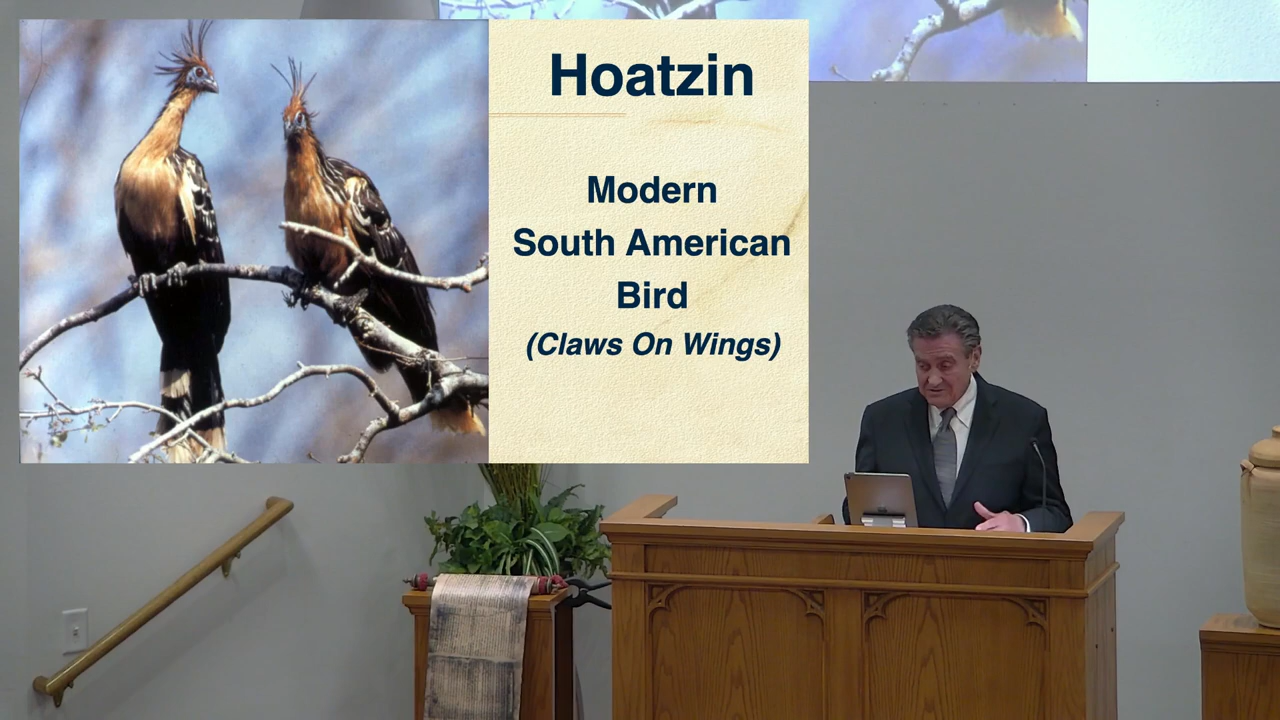 Hoatzin
Modern
South American
Bird
(Claws On Wings)